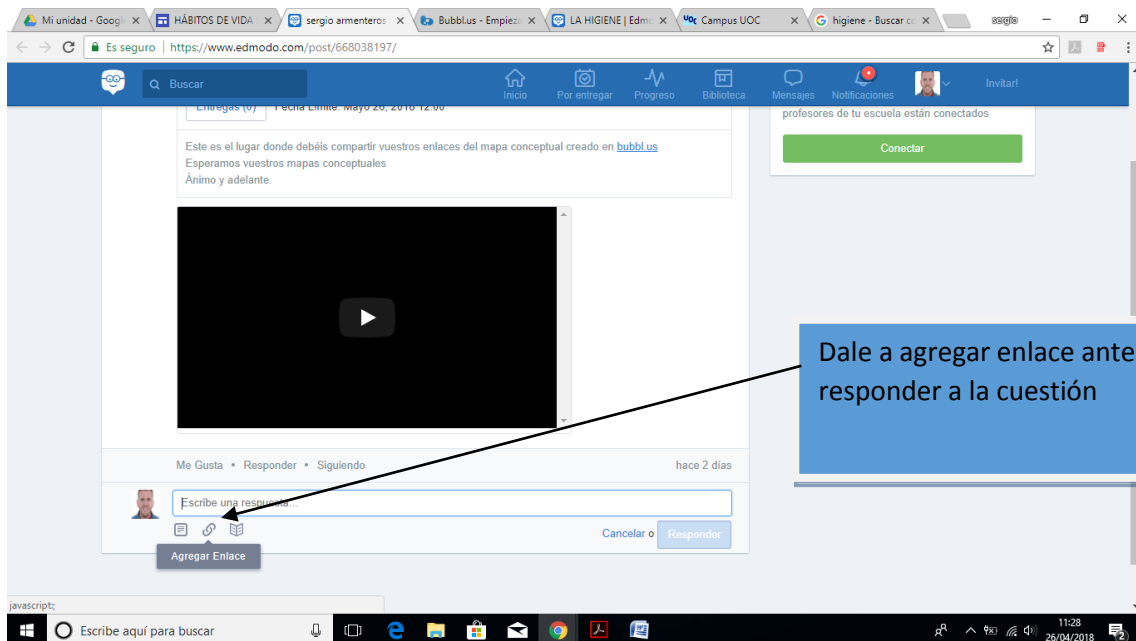 Mi unidad - Googl
HÁBITOS DE VIDA
sergio armenteros
Bubbl.us - Empiez
LA HIGIENE | Edm
UOC Campus UOC
G higiene - Buscar co
sergio
Es seguro | https://www.edmodo.com/post/668038197/
Buscar
Inicio
Por entregar
Progreso
Biblioteca
Mensajes
Notificaciones
Invitar!
Entregas (0) Fecha Límite: Mayo 26, 2018 12:00
profesores de tu escuela están conectados
Conectar
Este es el lugar donde debéis compartir vuestros enlaces del mapa conceptual creado en bubbl.us
Esperamos vuestros mapas conceptuales
Ánimo y adelante.
Dale a agregar enlace ante
responder a la cuestión
Me Gusta • Responder • Siguiendo
hace 2 días
Escribe una respuesta...
Cancelar o Responder
Agregar Enlace
javascript:;
Escribe aquí para buscar
11:28
26/04/2018